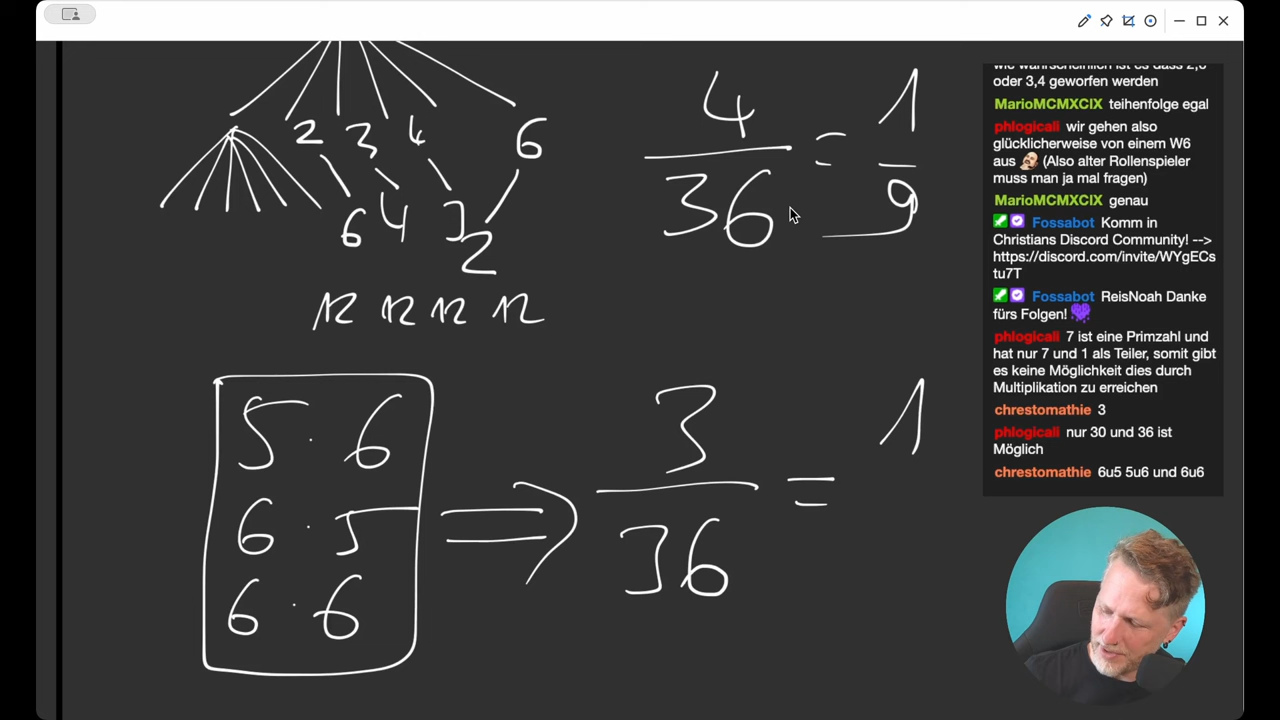 2 3 4 6
6 4 3 2
12 12 12 12
4/36 = 1/9
5 · 6
6 · 5
6 · 6
⇒ 3/36 = 1
oder 3,4 geworfen werden
MarioMCMXCIX teihenfolge egal
phlogicali wir gehen also
glücklicherweise von einem W6
aus (Also alter Rollenspieler
muss man ja mal fragen)
MarioMCMXCIX genau
Fossabot Komm in
Christians Discord Community! -->
https://discord.com/invite/WYgECs
tu7T
Fossabot ReisNoah Danke
fürs Folgen!
phlogicali 7 ist eine Primzahl und
hat nur 7 und 1 als Teiler, somit gibt
es keine Möglichkeit dies durch
Multiplikation zu erreichen
chrestomathie 3
phlogicali nur 30 und 36 ist
Möglich
chrestomathie 6u5 5u6 und 6u6